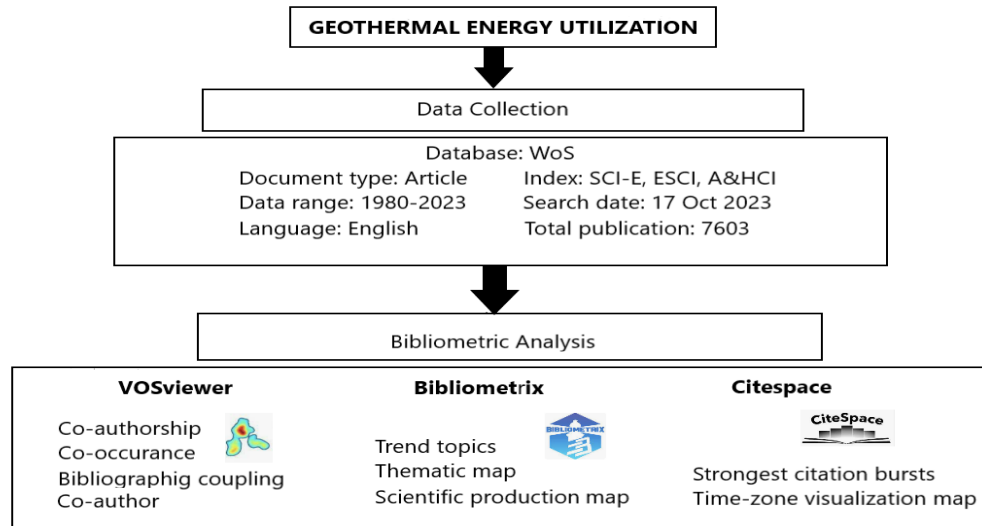 GEOTHERMAL ENERGY UTILIZATION
Data Collection
Database: WoS
Document type: Article
Index: SCI-E, ESCI, A&HCI
Data range: 1980-2023
Search date: 17 Oct 2023
Language: English
Total publication: 7603
Bibliometric Analysis
VOSviewer
Co-authorship
Co-occurance
Bibliographig coupling
Co-author
Bibliometrix
BIBLIOMETRIX
Trend topics
Thematic map
Scientific production map
Citespace
CiteSpace
Strongest citation bursts
Time-zone visualization map